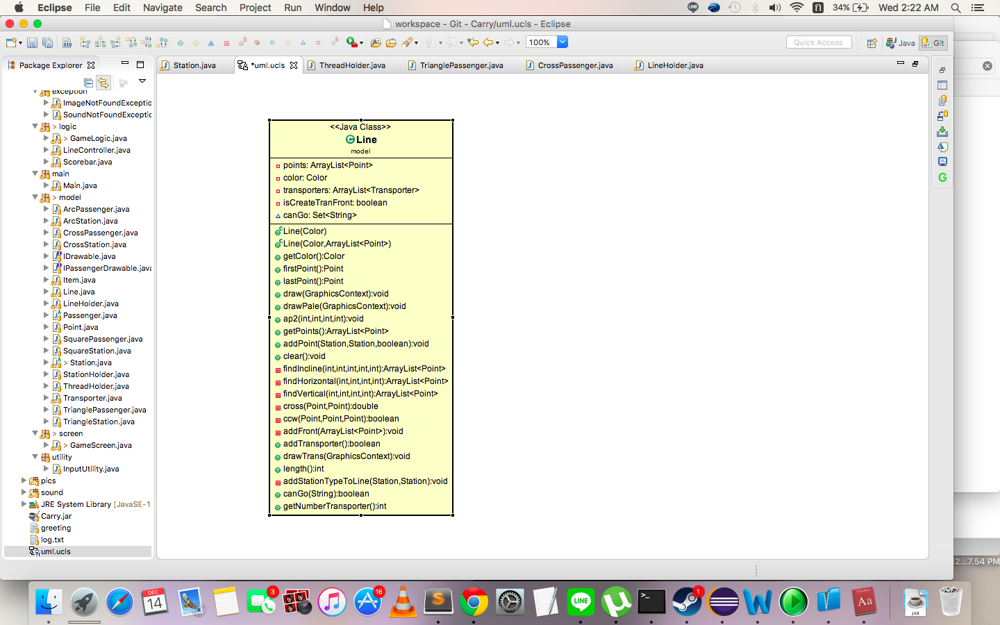 Eclipse File Edit Navigate Search Project Run Window Help
34% Wed 2:22 AM
workspace - Git - Carry/uml.ucls - Eclipse
100%
Quick Access
Java Git
Package Explorer
Station.java *uml.ucls ThreadHolder.java TrianglePassenger.java CrossPassenger.java LineHolder.java
exception
ImageNotFoundExceptio
SoundNotFoundExceptio
> logic
> GameLogic.java
LineController.java
Scorebar.java
main
Main.java
> model
ArcPassenger.java
ArcStation.java
CrossPassenger.java
CrossStation.java
IDrawable.java
IPassengerDrawable.java
Item.java
Line.java
LineHolder.java
Passenger.java
Point.java
SquarePassenger.java
SquareStation.java
> Station.java
StationHolder.java
ThreadHolder.java
Transporter.java
TrianglePassenger.java
TriangleStation.java
> screen
> GameScreen.java
utility
InputUtility.java
pics
sound
JRE System Library [JavaSE-1
Carry.jar
greeting
log.txt
uml.ucls
<<Java Class>>
Line
model
points: ArrayList<Point>
color: Color
transporters: ArrayList<Transporter>
isCreateTranFront: boolean
canGo: Set<String>
Line(Color)
Line(Color,ArrayList<Point>)
getColor():Color
firstPoint():Point
lastPoint():Point
draw(GraphicsContext):void
drawPale(GraphicsContext):void
ap2(int,int,int,int):void
getPoints():ArrayList<Point>
addPoint(Station,Station,boolean):void
clear():void
findIncline(int,int,int,int,int):ArrayList<Point>
findHorizontal(int,int,int,int):ArrayList<Point>
findVertical(int,int,int,int):ArrayList<Point>
cross(Point,Point):double
ccw(Point,Point,Point):boolean
addFront(ArrayList<Point>):void
addTransporter():boolean
drawTrans(GraphicsContext):void
length():int
addStationTypeToLine(Station,Station):void
canGo(String):boolean
getNumberTransporter():int
2...7.54 PM
DEC
14
3
16
LINE
1
Aa
JAR